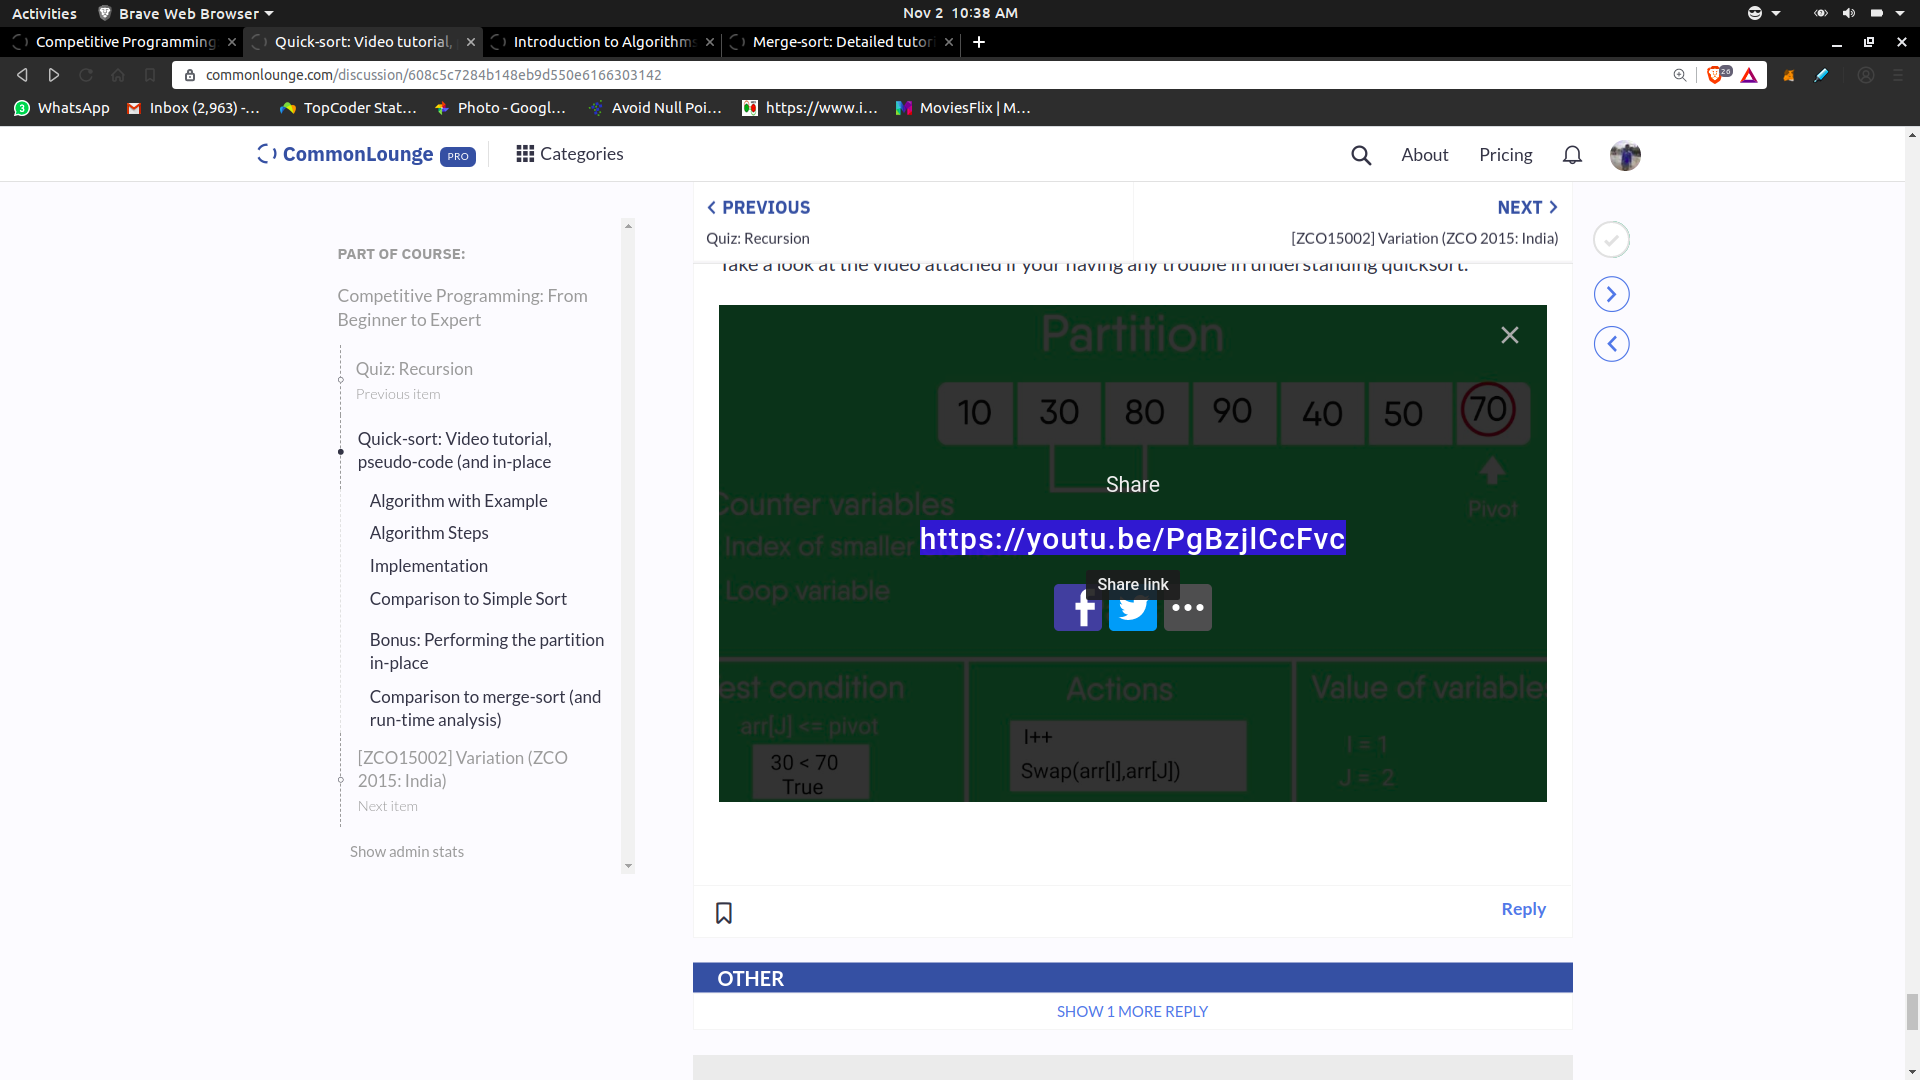 Activities
Brave Web Browser
Nov 2 10:38 AM
Competitive Programming
Quick-sort: Video tutorial,
Introduction to Algorithms
Merge-sort: Detailed tutori
commonlounge.com/discussion/608c5c7284b148eb9d550e6166303142
26
WhatsApp
Inbox (2,963) -...
TopCoder Stat...
Photo - Googl...
Avoid Null Poi...
https://www.i...
MoviesFlix | M...
CommonLounge PRO
Categories
About
Pricing
PREVIOUS
Quiz: Recursion
NEXT
[ZCO15002] Variation (ZCO 2015: India)
PART OF COURSE:
Competitive Programming: From
Beginner to Expert
Quiz: Recursion
Previous item
Quick-sort: Video tutorial,
pseudo-code (and in-place
Algorithm with Example
Algorithm Steps
Implementation
Comparison to Simple Sort
Bonus: Performing the partition
in-place
Comparison to merge-sort (and
run-time analysis)
[ZCO15002] Variation (ZCO
2015: India)
Next item
Show admin stats
Take a look at the video attached if your having any trouble in understanding quicksort.
Partition
10 30 80 90 40 50 70
Pivot
Share
Counter variables
https://youtu.be/PgBzjlCcFvc
Index of smaller
Share link
Loop variable
est condition
arr[J] <= pivot
30 < 70
True
Actions
I++
Swap(arr[I],arr[J])
Value of variable
I = 1
J = 2
Reply
OTHER
SHOW 1 MORE REPLY